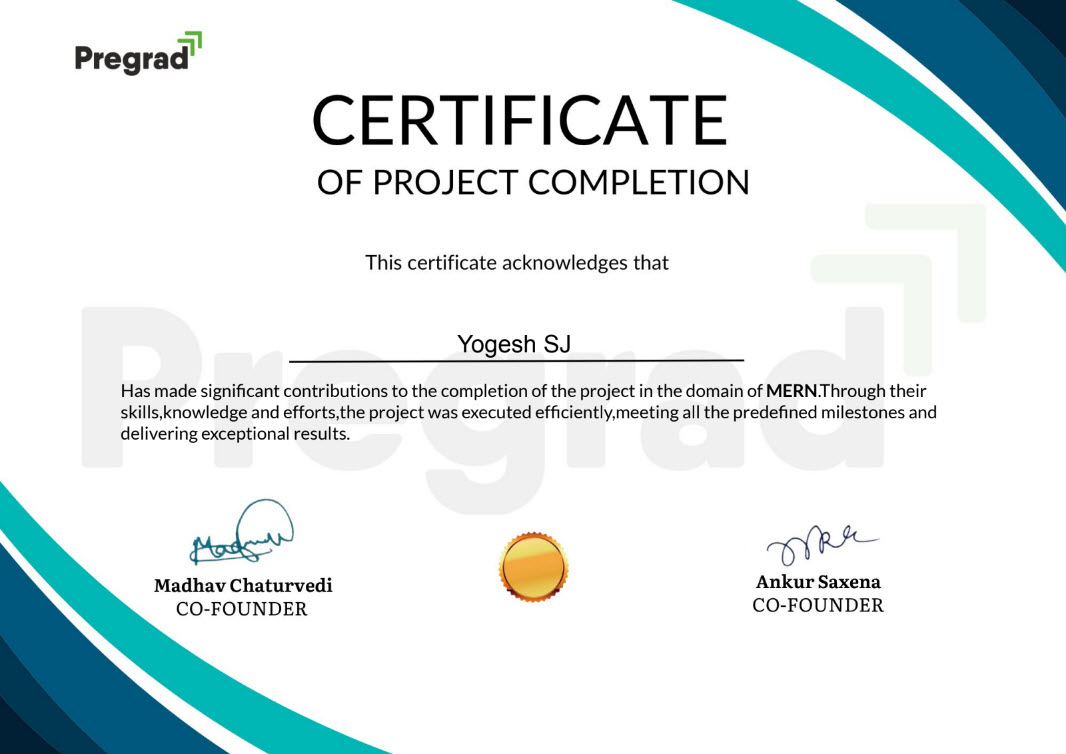 Pregrad
CERTIFICATE
OF PROJECT COMPLETION
This certificate acknowledges that
Yogesh SJ
Has made significant contributions to the completion of the project in the domain of MERN.Through their
skills,knowledge and efforts,the project was executed efficiently,meeting all the predefined milestones and
delivering exceptional results.
Pregrad
Madhav Chaturvedi
CO-FOUNDER
Ankur Saxena
CO-FOUNDER